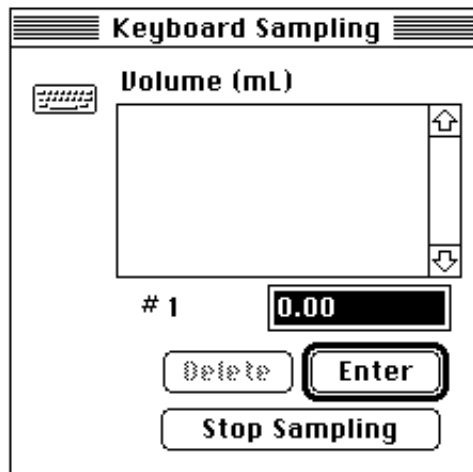 Keyboard Sampling
Volume (mL)
# 1 0.00
Delete Enter
Stop Sampling